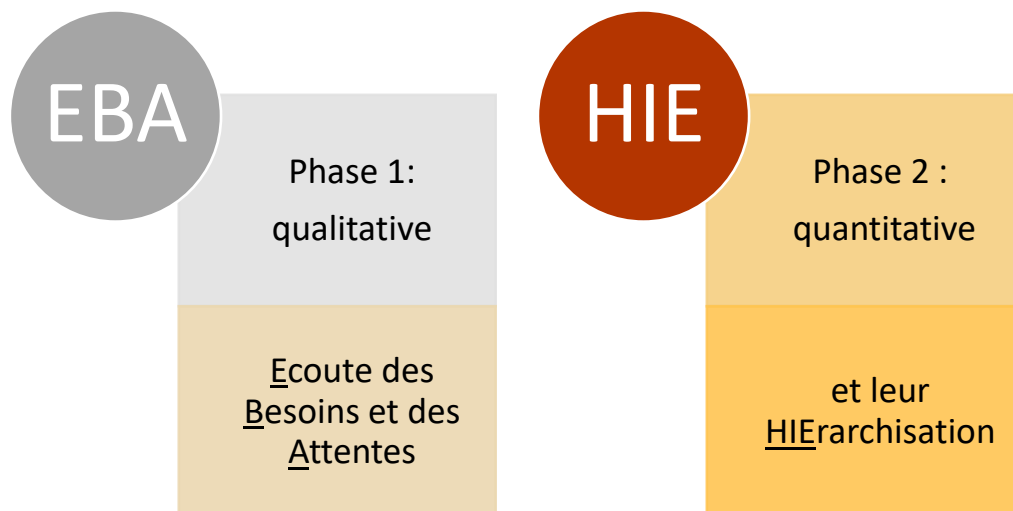 EBA
Phase 1:
qualitative
Ecoute des
Besoins et des
Attentes
HIE
Phase 2 :
quantitative
et leur
HIErarchisation